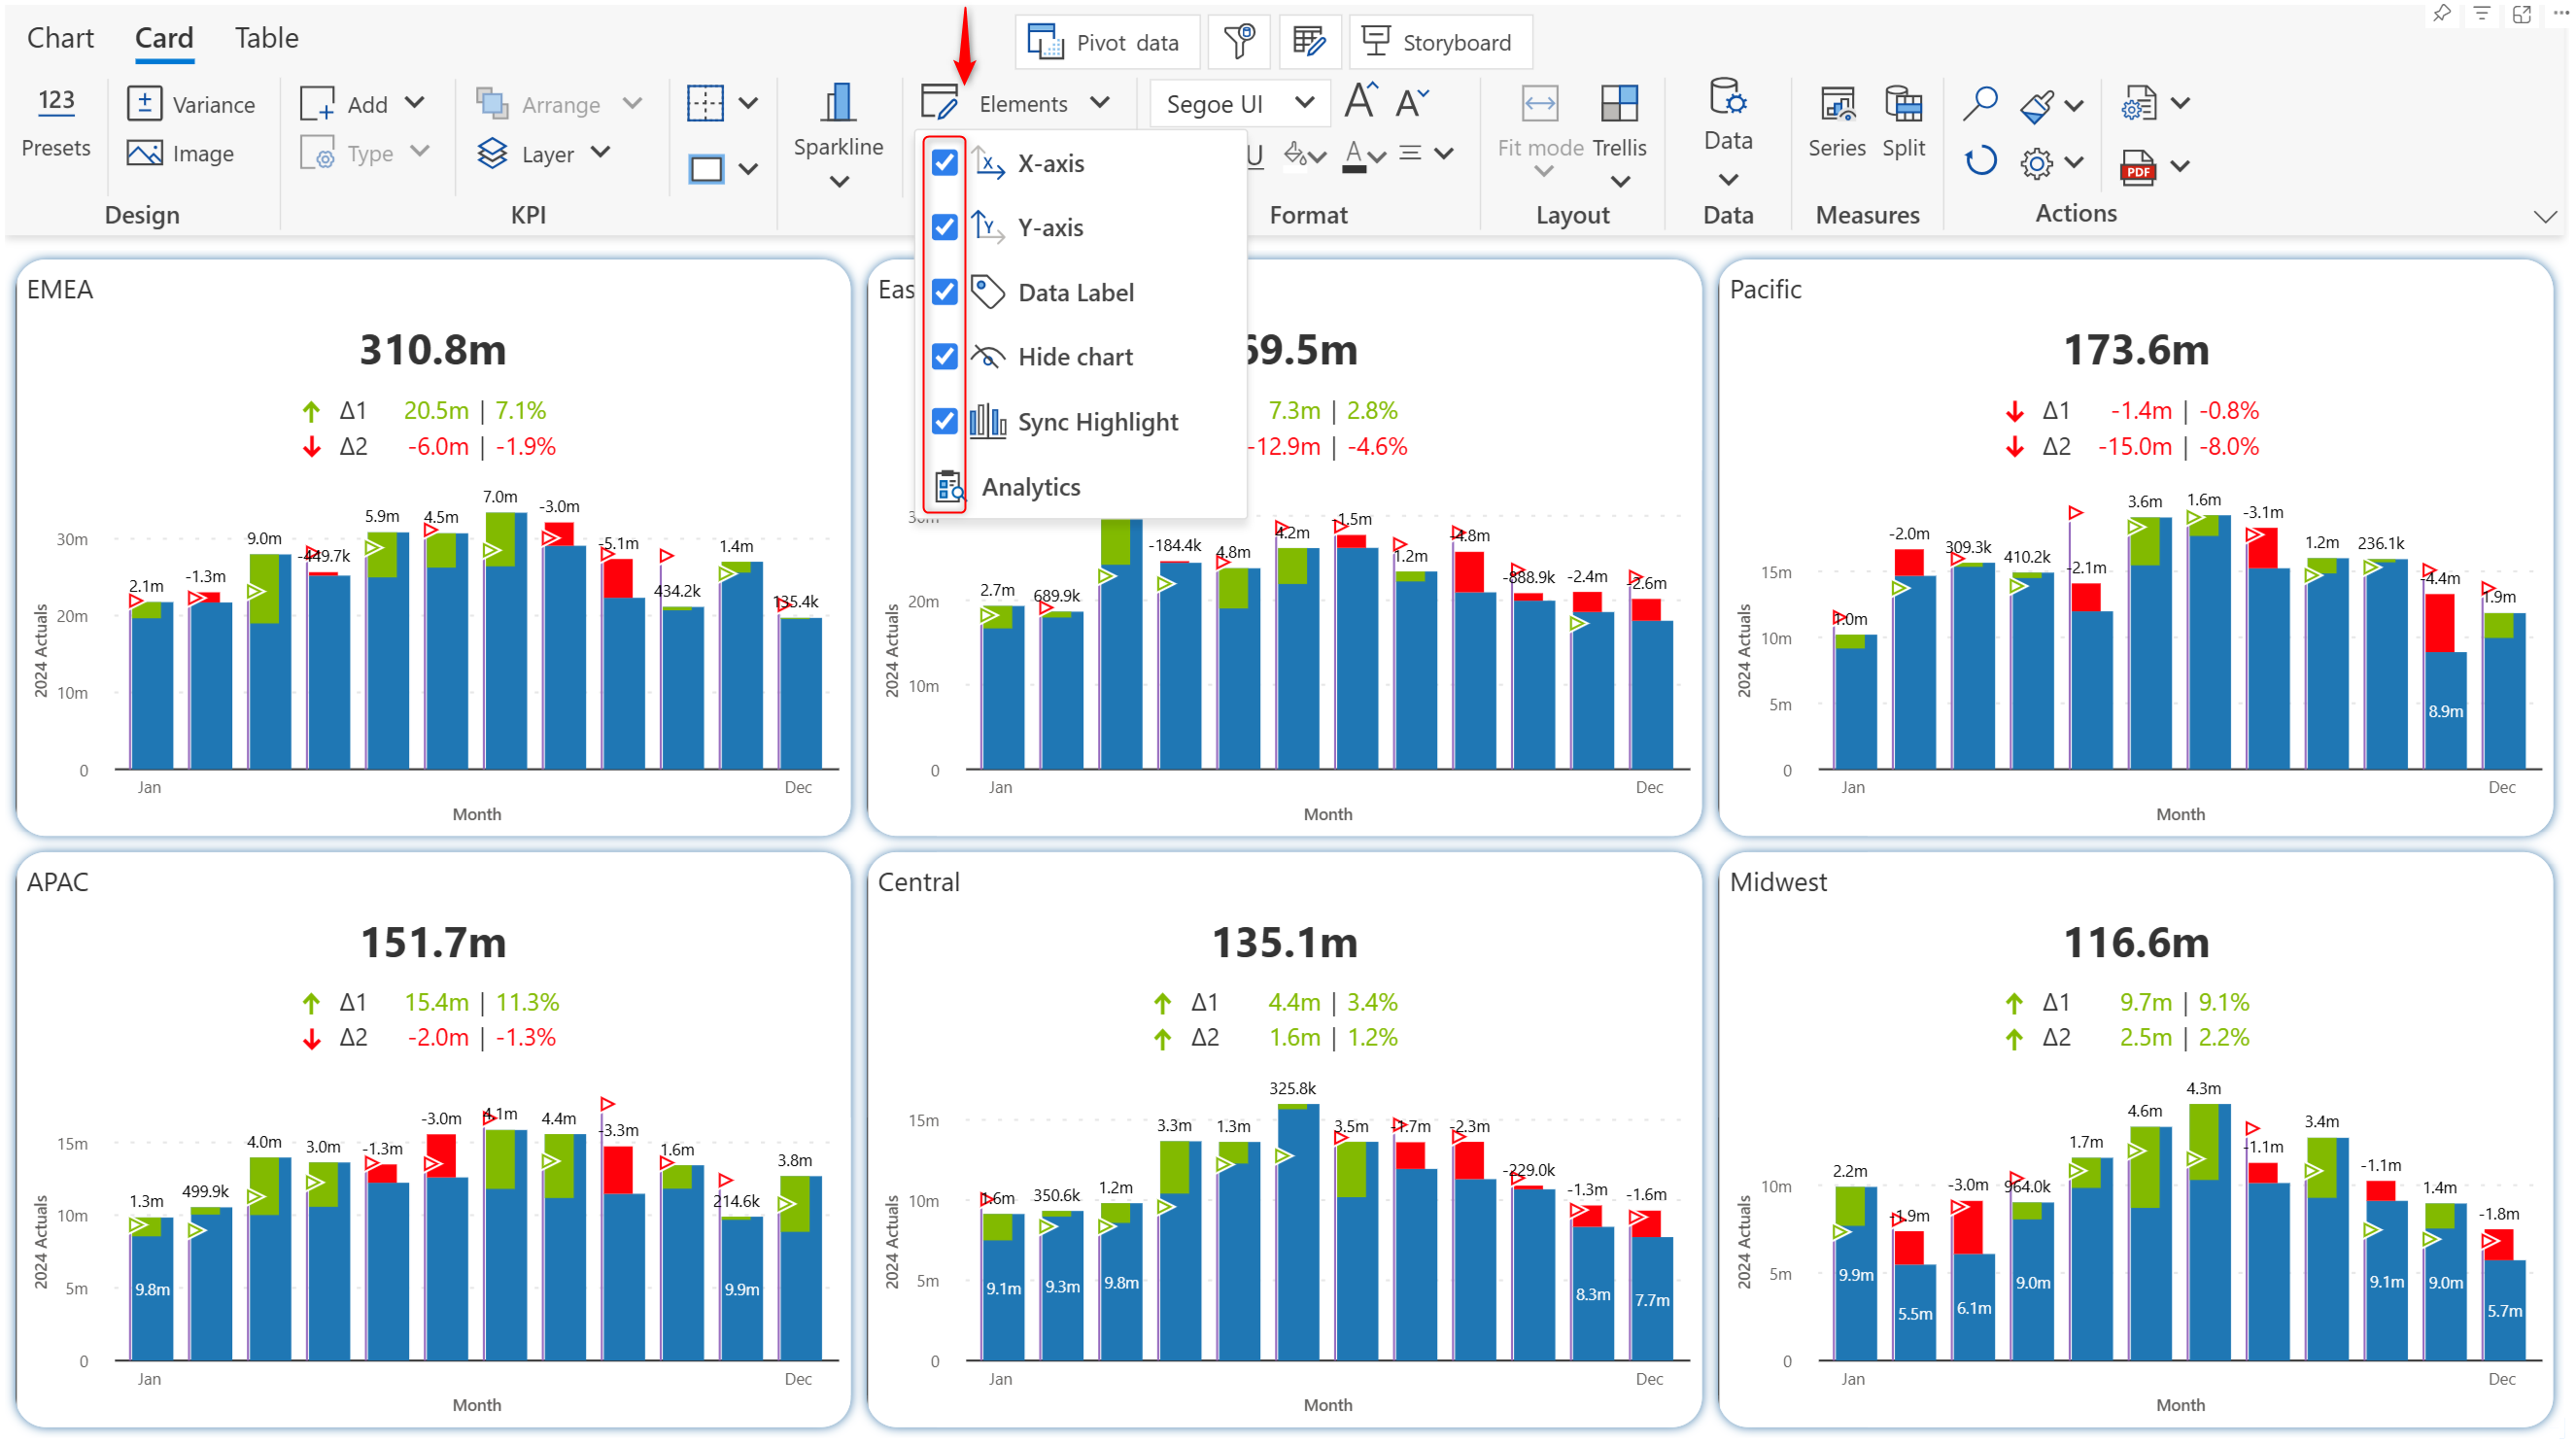 Chart Card Table Pivot data Storyboard
123 Variance Add Arrange Elements Segoe UI A A
Presets Image Type Layer Sparkline U A Fit mode Trellis Data Series Split PDF
Design KPI Format Layout Data Measures Actions
X-axis
Y-axis
Data Label
Hide chart
Sync Highlight
Analytics
EMEA
310.8m
Δ1 20.5m | 7.1%
Δ2 -6.0m | -1.9%
2.1m -1.3m 9.0m -449.7k 5.9m 4.5m 7.0m -3.0m -5.1m 434.2k 1.4m 135.4k
30m
20m
10m
0
2024 Actuals
Jan Dec
Month
7.3m | 2.8%
-12.9m | -4.6%
2.7m 689.9k -184.4k 4.8m 4.2m -1.5m 1.2m -4.8m -888.9k -2.4m -2.6m
20m
10m
0
2024 Actuals
Jan Dec
Month
Pacific
173.6m
Δ1 -1.4m | -0.8%
Δ2 -15.0m | -8.0%
1.0m -2.0m 309.3k 410.2k -2.1m 3.6m 1.6m -3.1m 1.2m 236.1k -4.4m 1.9m
8.9m
15m
10m
5m
0
2024 Actuals
Jan Dec
Month
APAC
151.7m
Δ1 15.4m | 11.3%
Δ2 -2.0m | -1.3%
1.3m 499.9k 4.0m 3.0m -1.3m -3.0m 4.1m 4.4m -3.3m 1.6m 214.6k 3.8m
9.8m 9.9m
15m
10m
5m
0
2024 Actuals
Jan Dec
Month
Central
135.1m
Δ1 4.4m | 3.4%
Δ2 1.6m | 1.2%
1.6m 350.6k 1.2m 3.3m 1.3m 325.8k 3.5m -1.7m -2.3m -229.0k -1.3m -1.6m
9.1m 9.3m 9.8m 8.3m 7.7m
15m
10m
5m
0
2024 Actuals
Jan Dec
Month
Midwest
116.6m
Δ1 9.7m | 9.1%
Δ2 2.5m | 2.2%
2.2m -1.9m -3.0m 964.0k 1.7m 4.6m 4.3m -1.1m 3.4m -1.1m 1.4m -1.8m
9.9m 5.5m 6.1m 9.0m 9.1m 9.0m 5.7m
10m
5m
0
2024 Actuals
Jan Dec
Month